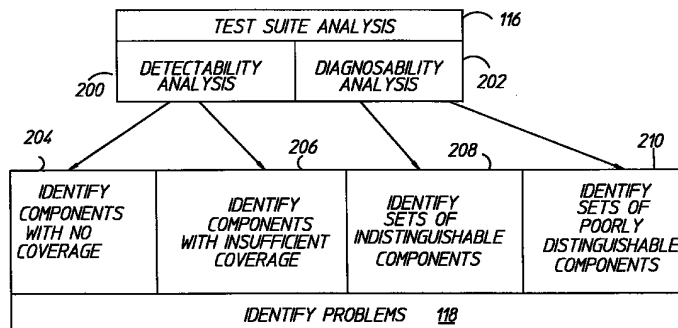 TEST SUITE ANALYSIS
116
200
DETECTABILITY
ANALYSIS
DIAGNOSABILITY
ANALYSIS
202
204
206
208
210
IDENTIFY
COMPONENTS
WITH NO
COVERAGE
IDENTIFY
COMPONENTS
WITH INSUFFICIENT
COVERAGE
IDENTIFY
SETS OF
INDISTINGUISHABLE
COMPONENTS
IDENTIFY
SETS OF
POORLY
DISTINGUISHABLE
COMPONENTS
IDENTIFY PROBLEMS 118